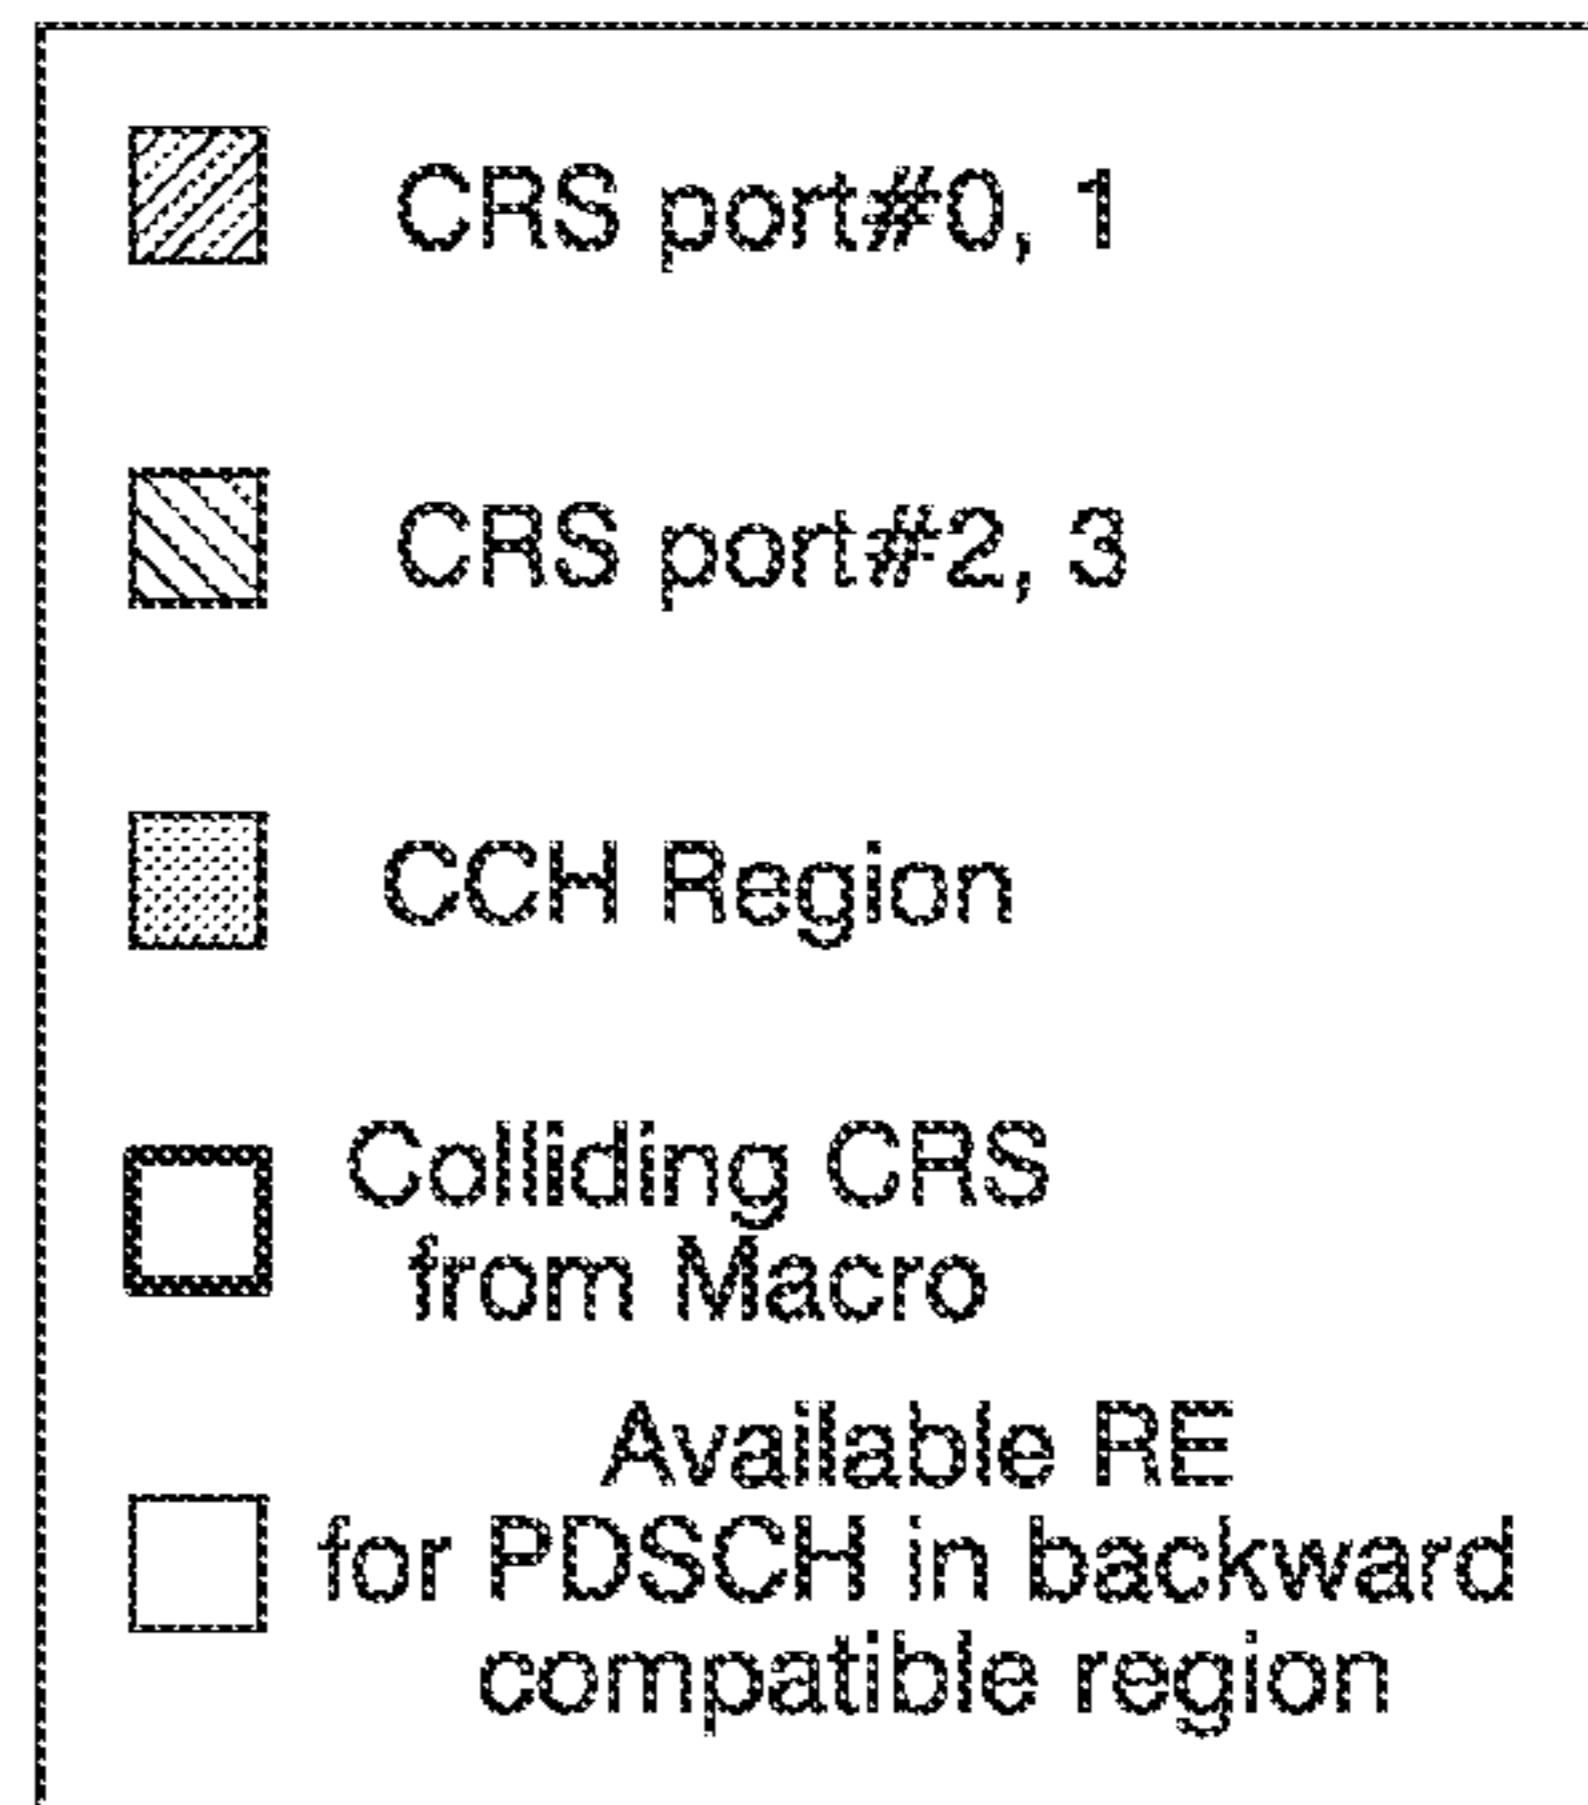 CRS port#0, 1
CRS port#2, 3
CCH Region
Colliding CRS
from Macro
Available RE
for PDSCH in backward
compatible region